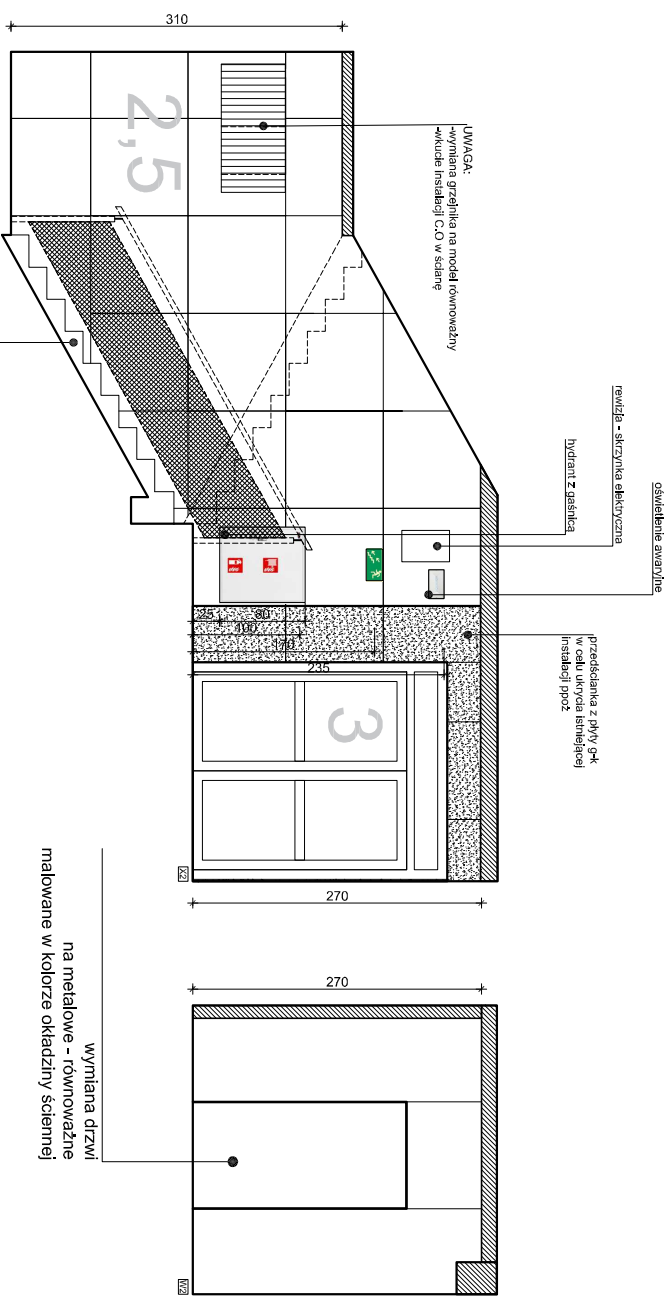 310
2,5
UWAGA:
-wymiana grzejnika na model równoważny
-wkucie instalacji C.O w ścianę
rewizja - skrzynka elektryczna
hydrant z gaśnicą
oświetlenie awaryjne
przedścianka z płyty g-k
w celu ukrycia istniejącej
instalacji ppoż
25
80
100
170
235
3
X2
270
270
wymiana drzwi
na metalowe - równoważne
malowane w kolorze okładziny ściennej
W2